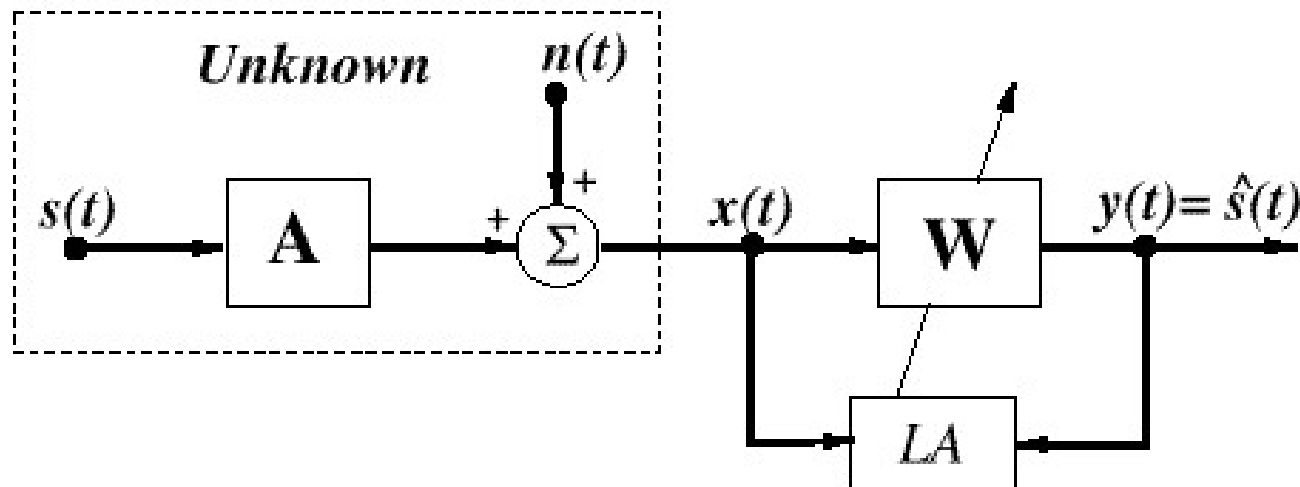 Unknown
n(t)
s(t)
A
+
+
Σ
x(t)
W
y(t)= ŝ(t)
LA